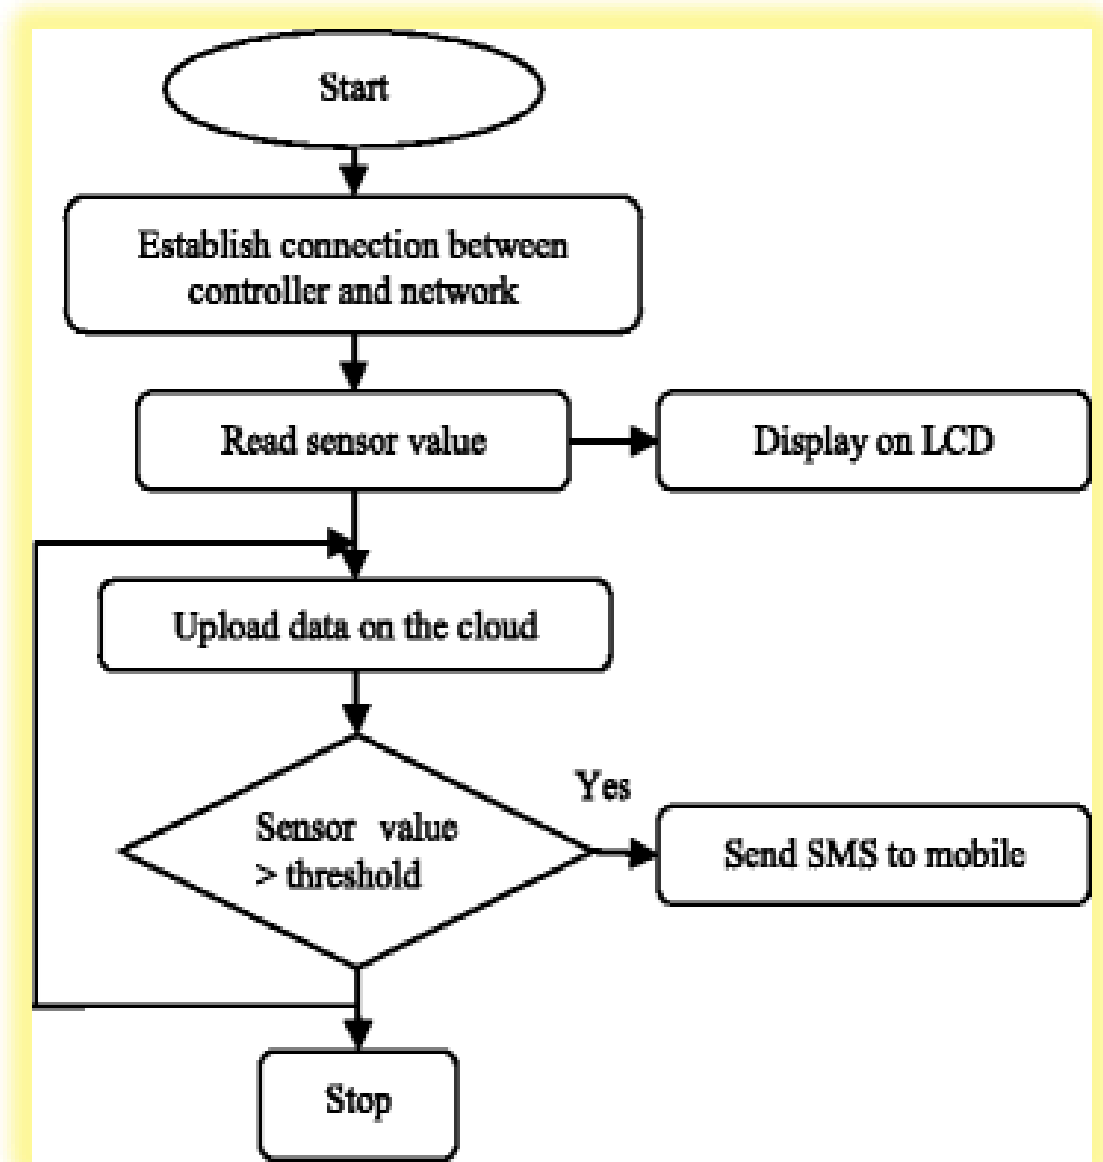 Start
Establish connection between
controller and network
Read sensor value
Display on LCD
Upload data on the cloud
Yes
Sensor value
> threshold
Send SMS to mobile
Stop